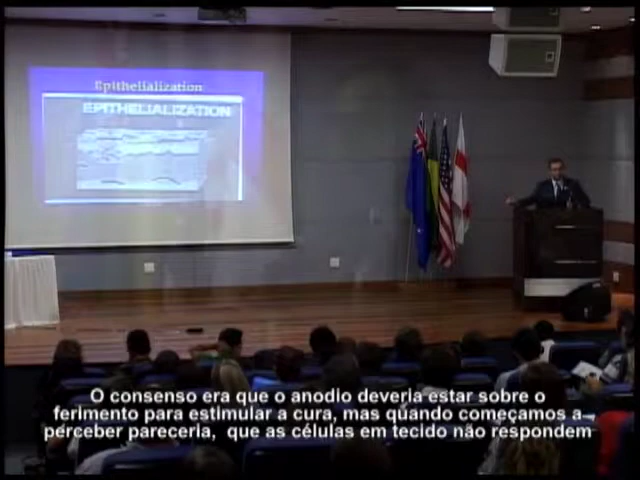 Epithelialization
EPITHELIALIZATION
O consenso era que o anodio deveria estar sobre o
ferimento para estimular a cura, mas quando começamos a
perceber pareceria, que as células em tecido não respondem